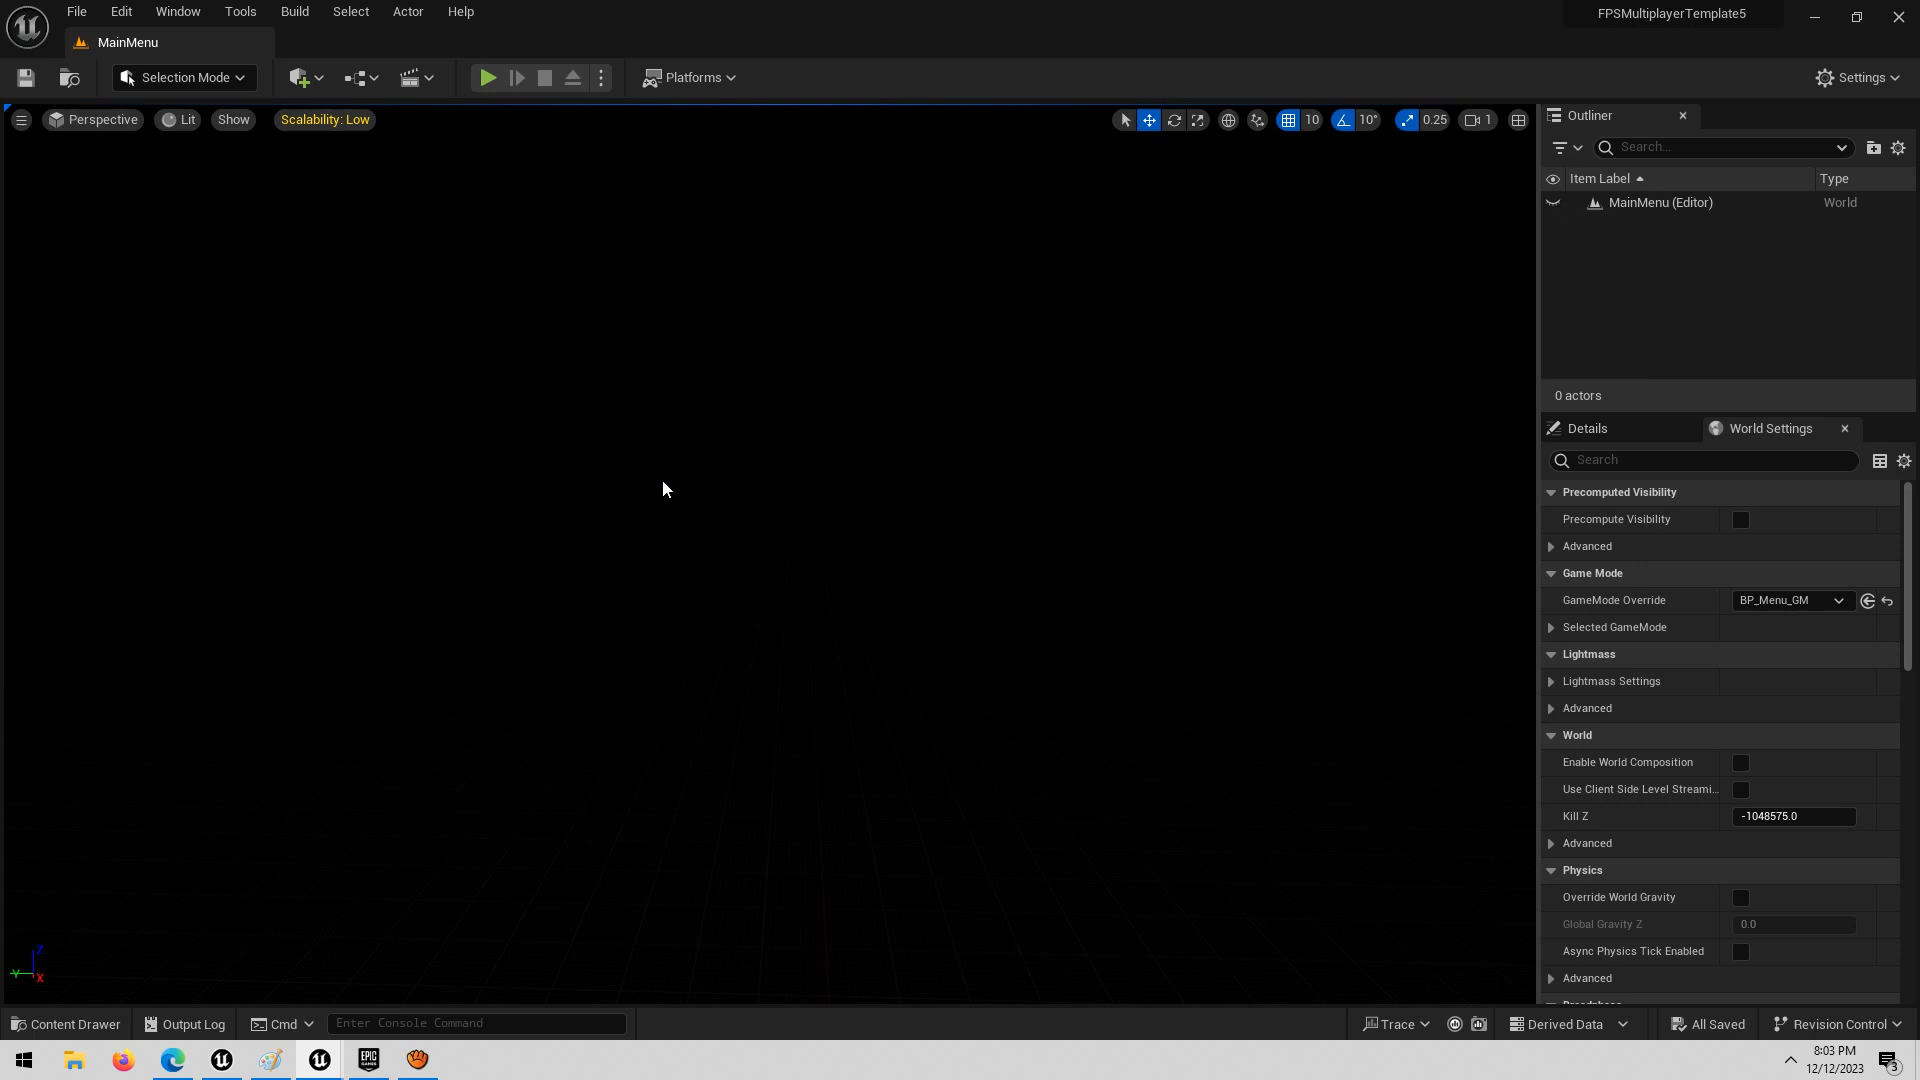 File Edit Window Tools Build Select Actor Help
FPSMultiplayerTemplate5
MainMenu
Selection Mode
Platforms
Settings
Perspective Lit Show Scalability: Low
10 10° 0.25 1
Outliner
Search...
Item Label Type
MainMenu (Editor) World
0 actors
Details World Settings
Search
Precomputed Visibility
Precompute Visibility
Advanced
Game Mode
GameMode Override BP_Menu_GM
Selected GameMode
Lightmass
Lightmass Settings
Advanced
World
Enable World Composition
Use Client Side Level Streami...
Kill Z -1048575.0
Advanced
Physics
Override World Gravity
Global Gravity Z 0.0
Async Physics Tick Enabled
Advanced
Z
Y X
Content Drawer Output Log Cmd Enter Console Command Trace Derived Data All Saved Revision Control
EPIC GAMES
8:03 PM
12/12/2023
3